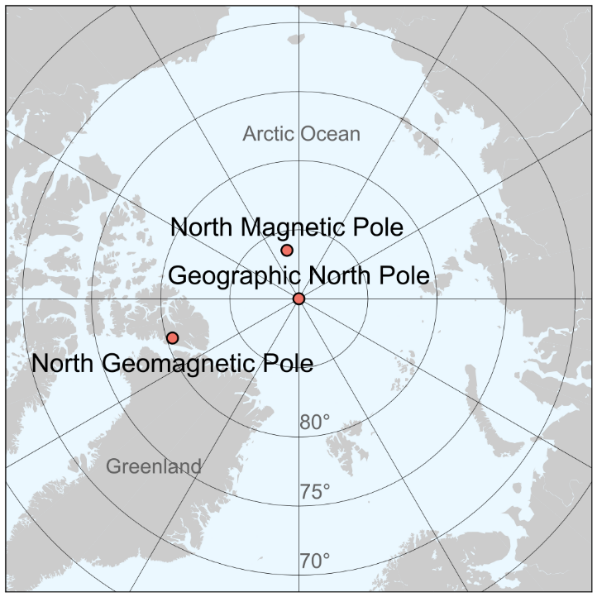 Arctic Ocean
North Magnetic Pole
Geographic North Pole
North Geomagnetic Pole
80°
Greenland
75°
70°